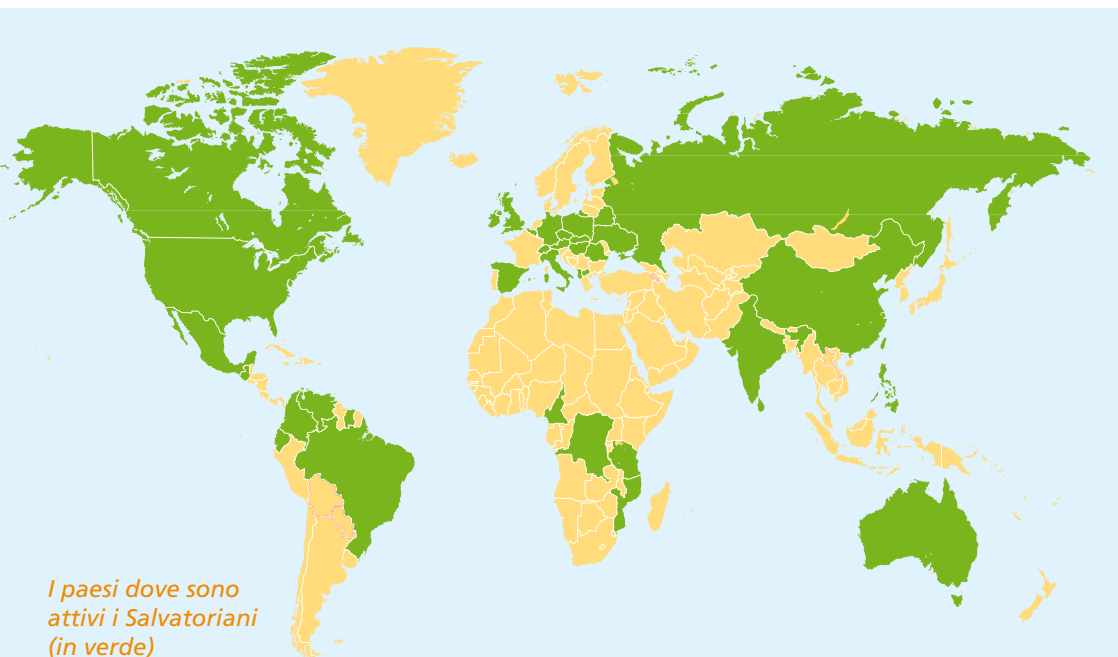 I paesi dove sono
attivi i Salvatoriani
(in verde)